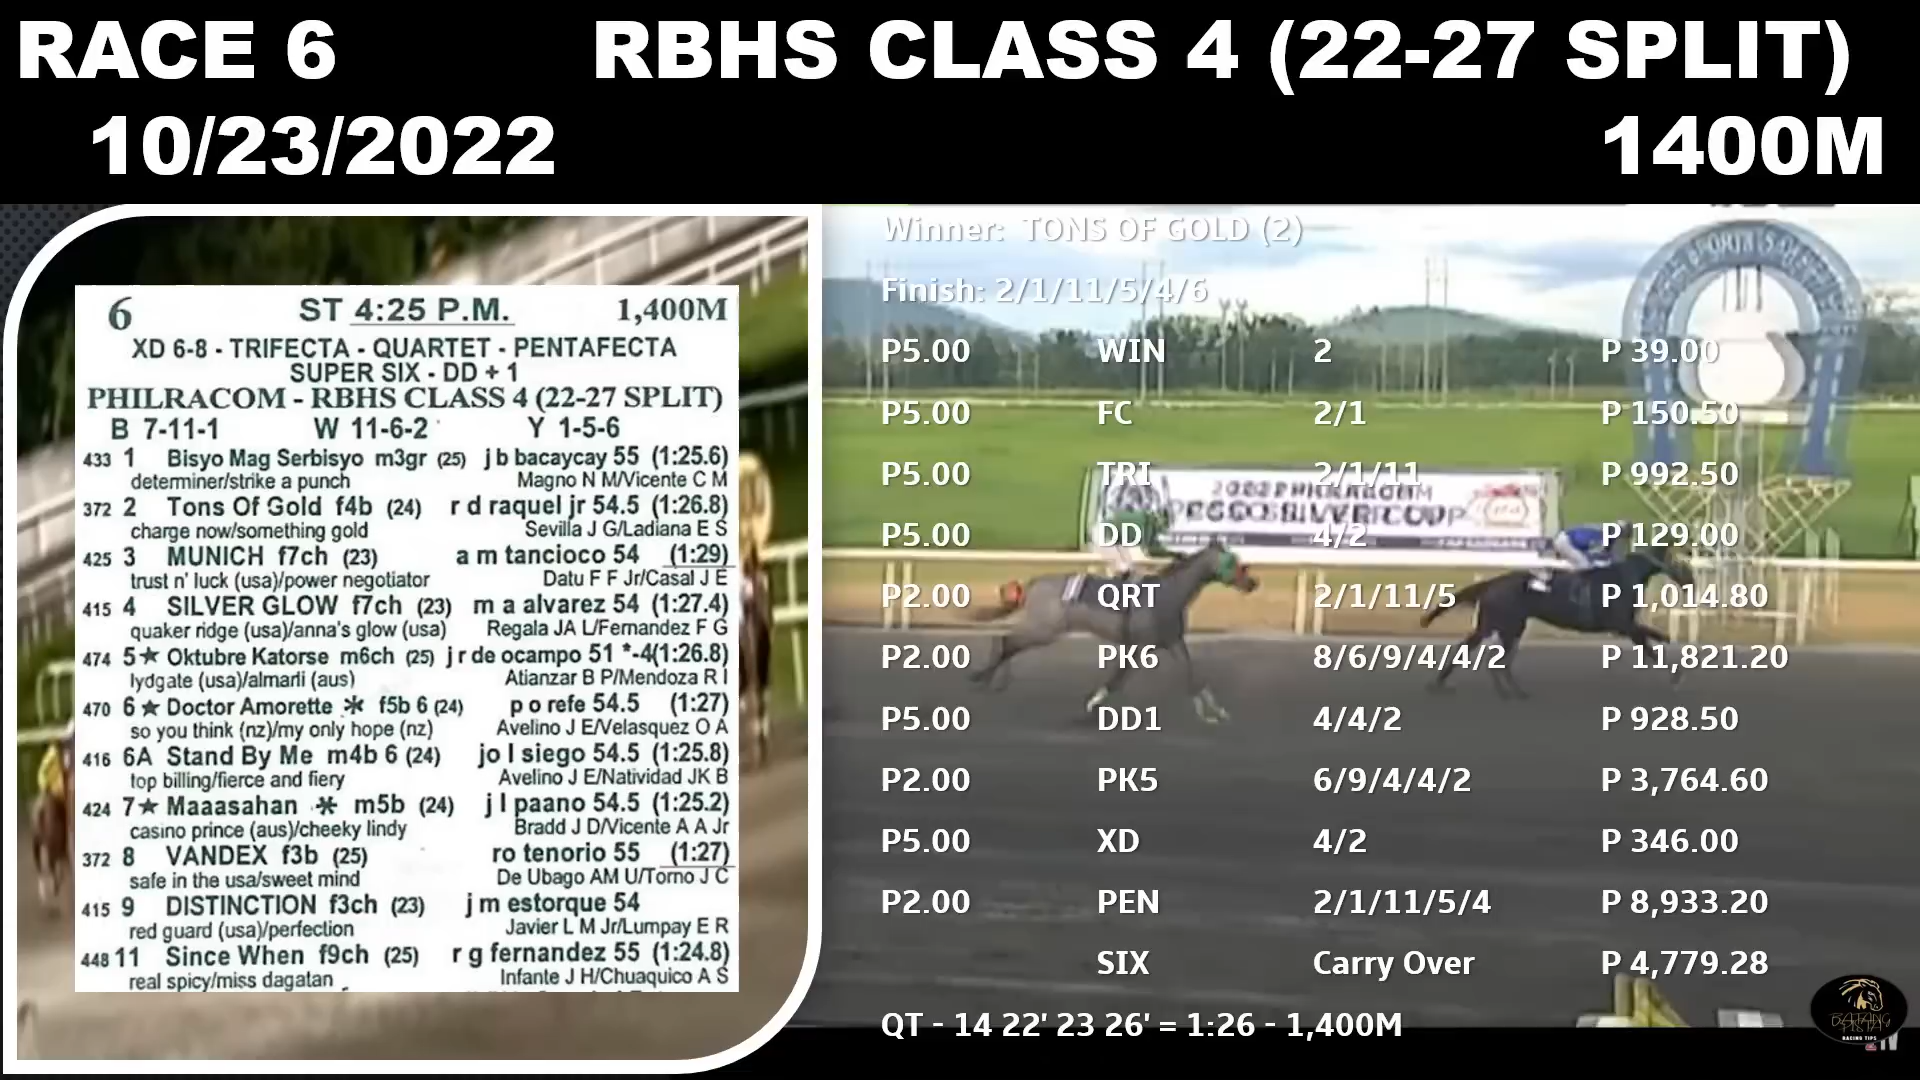 RACE 6 RBHS CLASS 4 (22-27 SPLIT)
10/23/2022 1400M
6 ST 4:25 P.M. 1,400M
XD 6-8 - TRIFECTA - QUARTET - PENTAFECTA
SUPER SIX - DD + 1
PHILRACOM - RBHS CLASS 4 (22-27 SPLIT)
B 7-11-1 W 11-6-2 Y 1-5-6
433 1 Bisyo Mag Serbisyo m3gr (25) j b bacaycay 55 (1:25.6)
determiner/strike a punch Magno N M/Vicente C M
372 2 Tons Of Gold f4b (24) r d raquel jr 54.5 (1:26.8)
charge now/something gold Sevilla J G/Ladiana E S
425 3 MUNICH f7ch (23) a m tancioco 54 (1:29)
trust n' luck (usa)/power negotiator Datu F F Jr/Casal J E
415 4 SILVER GLOW f7ch (23) m a alvarez 54 (1:27.4)
quaker ridge (usa)/anna's glow (usa) Regala JA L/Fernandez F G
474 5★ Oktubre Katorse m6ch (25) j r de ocampo 51 *-4(1:26.8)
lydgate (usa)/almarli (aus) Atianzar B P/Mendoza R I
470 6★ Doctor Amorette * f5b 6 (24) p o refe 54.5 (1:27)
so you think (nz)/my only hope (nz) Avelino J E/Velasquez O A
416 6A Stand By Me m4b 6 (24) jo l siego 54.5 (1:25.8)
top billing/fierce and fiery Avelino J E/Natividad JK B
424 7★ Maaasahan * m5b (24) j l paano 54.5 (1:25.2)
casino prince (aus)/cheeky lindy Bradd J D/Vicente A A Jr
372 8 VANDEX f3b (25) ro tenorio 55 (1:27)
safe in the usa/sweet mind De Ubago AM U/Torno J C
415 9 DISTINCTION f3ch (23) j m estorque 54
red guard (usa)/perfection Javier L M Jr/Lumpay E R
448 11 Since When f9ch (25) r g fernandez 55 (1:24.8)
real spicy/miss dagatan Infante J H/Chuaquico A S
Winner: TONS OF GOLD (2)
Finish: 2/1/11/5/4/6
P5.00 WIN 2 P 39.00
P5.00 FC 2/1 P 150.50
P5.00 TRI 2/1/11 P 992.50
P5.00 DD 4/2 P 129.00
P2.00 QRT 2/1/11/5 P 1,014.80
P2.00 PK6 8/6/9/4/4/2 P 11,821.20
P5.00 DD1 4/4/2 P 928.50
P2.00 PK5 6/9/4/4/2 P 3,764.60
P5.00 XD 4/2 P 346.00
P2.00 PEN 2/1/11/5/4 P 8,933.20
SIX Carry Over P 4,779.28
QT - 14 22' 23 26' = 1:26 - 1,400M
BATANG
PISTA
RACING TIPS